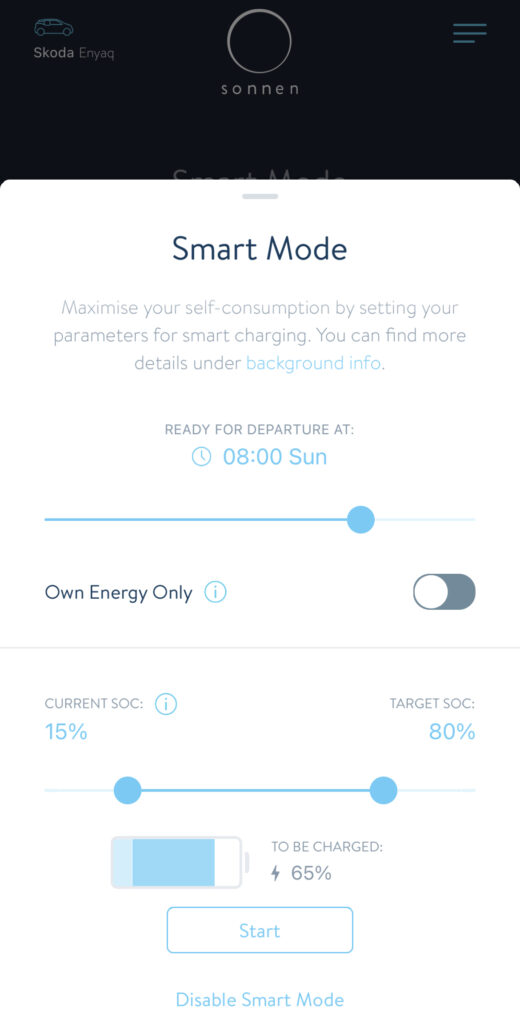 Skoda Enyaq
sonnen
Smart Mode
Smart Mode
Maximise your self-consumption by setting your
parameters for smart charging. You can find more
details under background info.
READY FOR DEPARTURE AT:
08:00 Sun
Own Energy Only
CURRENT SOC:
TARGET SOC:
15%
80%
TO BE CHARGED:
65%
Start
Disable Smart Mode